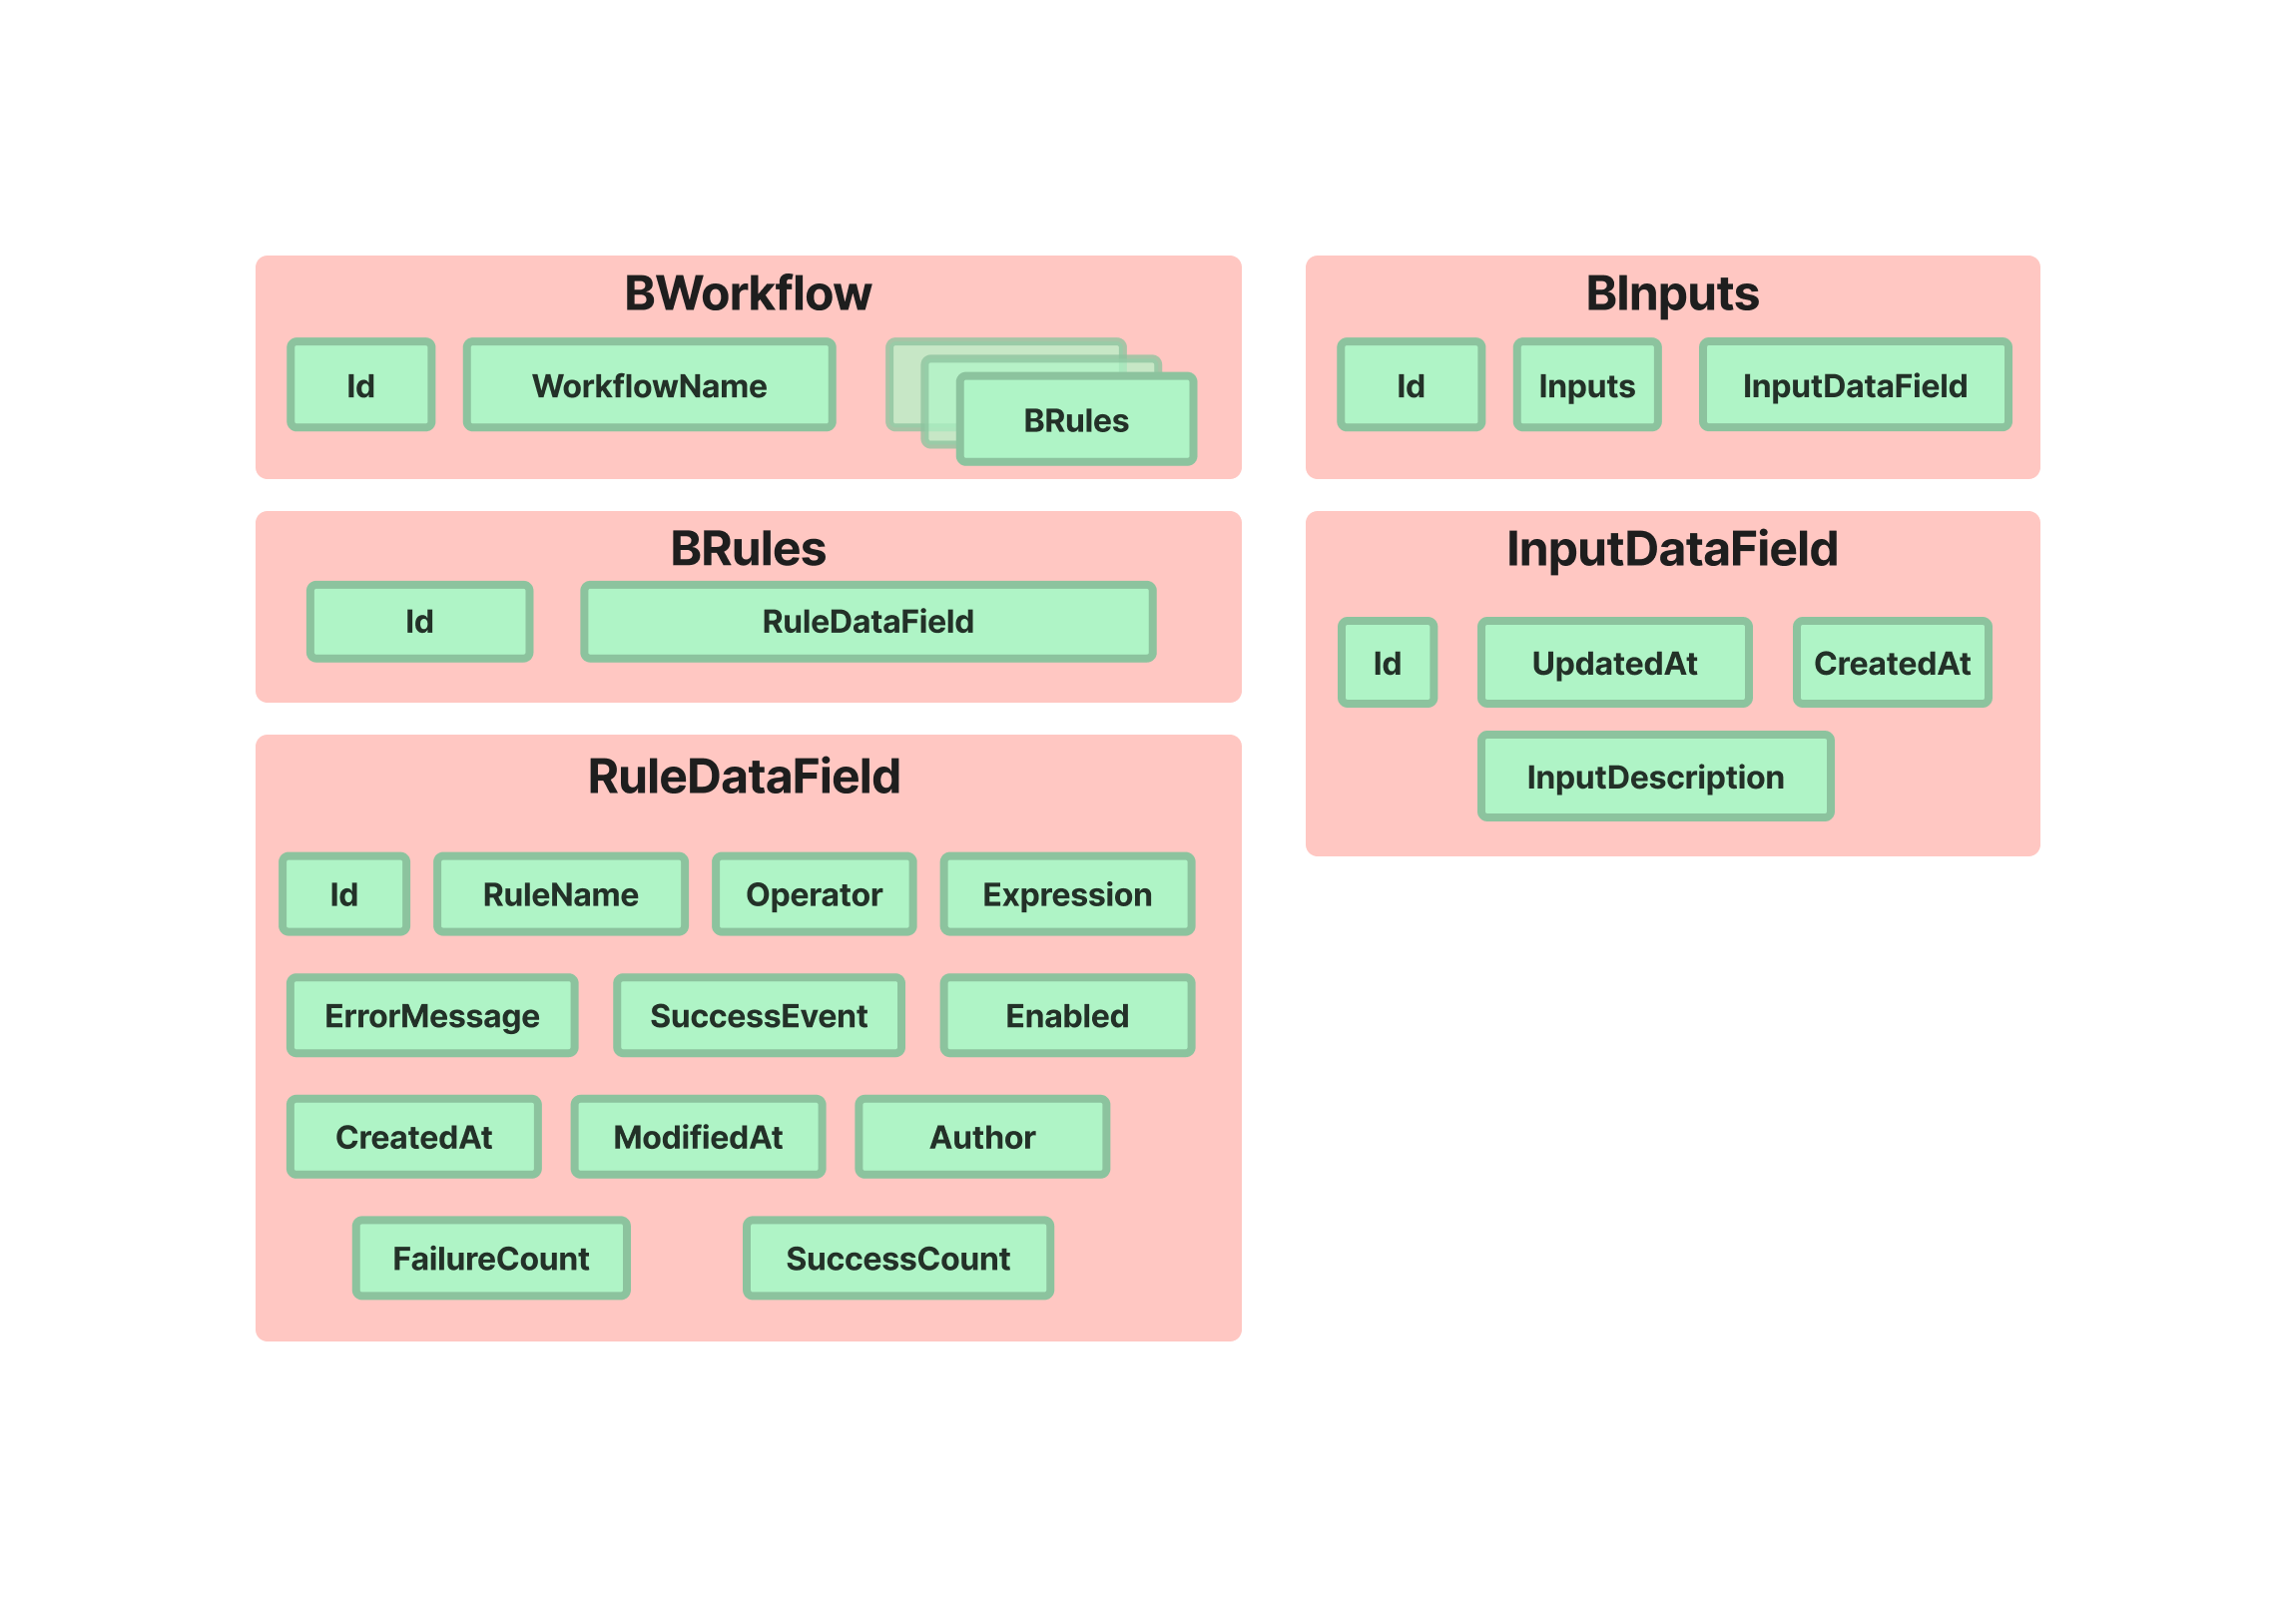 BWorkflow
Id
WorkflowName
BRules
BRules
Id
RuleDataField
RuleDataField
Id
RuleName
Operator
Expression
ErrorMessage
SuccessEvent
Enabled
CreatedAt
ModifiedAt
Author
FailureCount
SuccessCount
BInputs
Id
Inputs
InputDataField
InputDataField
Id
UpdatedAt
CreatedAt
InputDescription